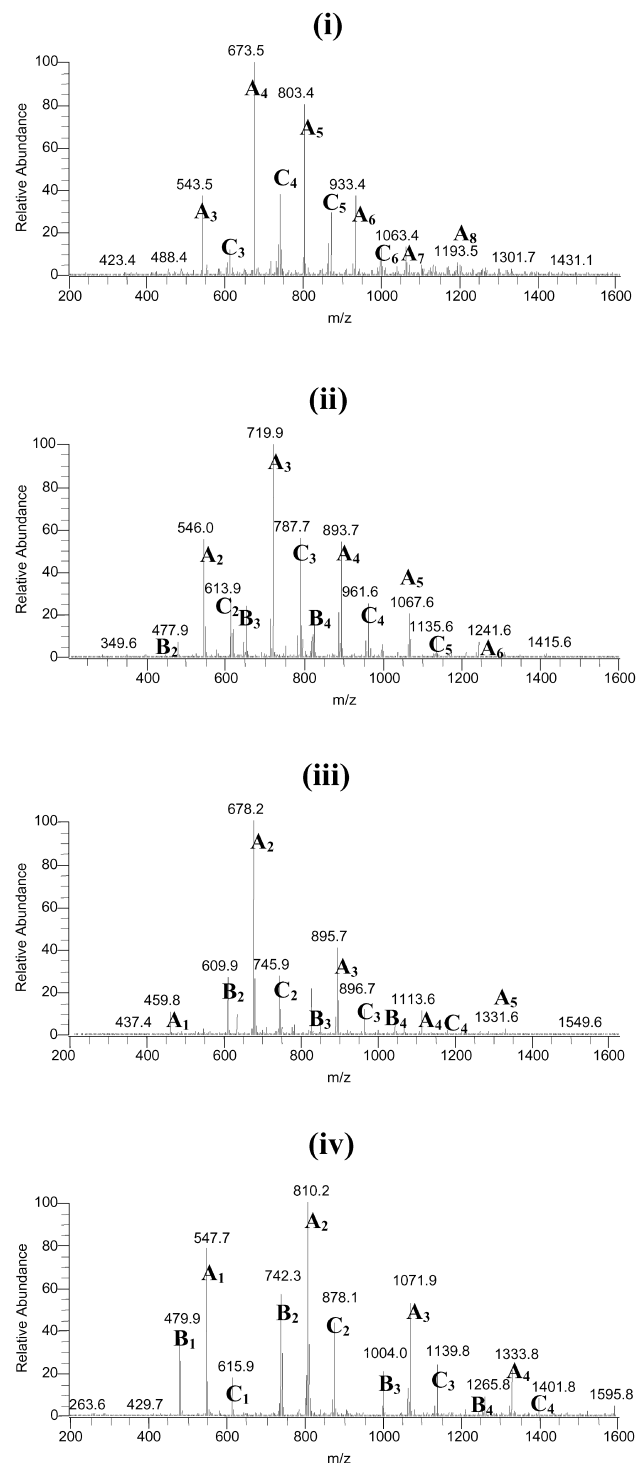 (i)
673.5
100
A₄
803.4
80
A₅
60
C₄
543.5
933.4
40
A₃
C₅
A₆
20
C₃
C₆
1063.4
A₇
A₈
1193.5
423.4
488.4
1301.7
1431.1
0
Relative Abundance
200 400 600 800 1000 1200 1400 1600
m/z
(ii)
719.9
100
A₃
80
546.0
787.7
893.7
60
A₂
C₃
A₄
A₅
40
613.9
961.6
C₂
B₃
B₄
C₄
1067.6
20
349.6
477.9
B₂
1135.6
C₅
1241.6
A₆
1415.6
0
Relative Abundance
400 600 800 1000 1200 1400 1600
m/z
(iii)
678.2
100
A₂
80
60
895.7
40
609.9
745.9
A₃
B₂
C₂
896.7
A₅
20
437.4
459.8
A₁
B₃
C₃
B₄
1113.6
A₄
C₄
1331.6
1549.6
0
Relative Abundance
200 400 600 800 1000 1200 1400 1600
m/z
(iv)
810.2
100
A₂
547.7
80
A₁
742.3
1071.9
60
B₂
A₃
479.9
878.1
40
B₁
C₂
1004.0
1139.8
1333.8
20
615.9
C₁
B₃
C₃
1265.8
B₄
A₄
1401.8
C₄
263.6
429.7
1595.8
0
Relative Abundance
200 400 600 800 1000 1200 1400 1600
m/z